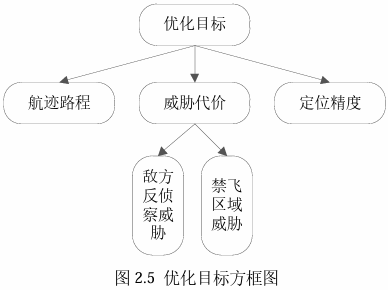 优化目标
航迹路程
威胁代价
定位精度
敌方
反侦
察威
胁
禁飞
区域
威胁
图 2.5 优化目标方框图